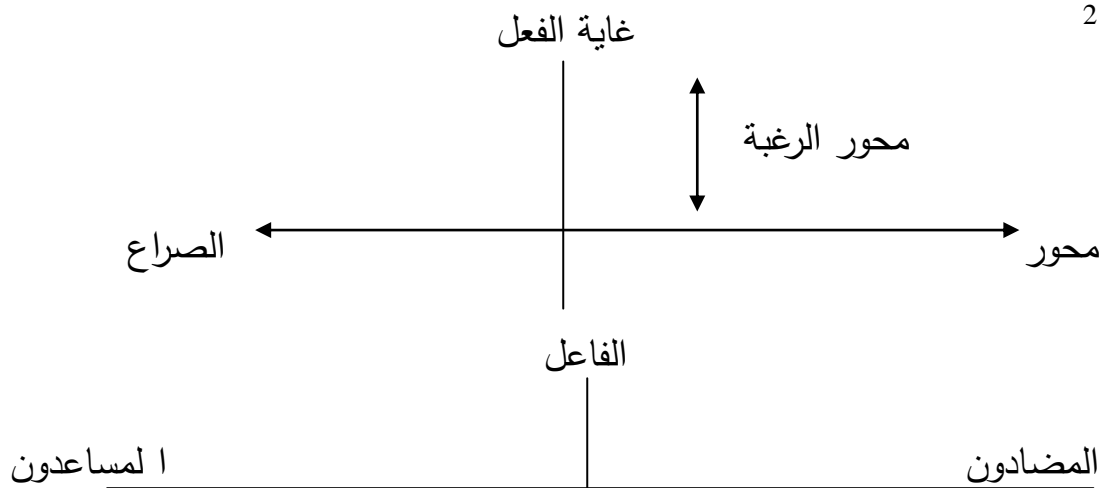 2
غاية الفعل
محور الرغبة
محور الصراع
الفاعل
المضادون ا لمساعدون